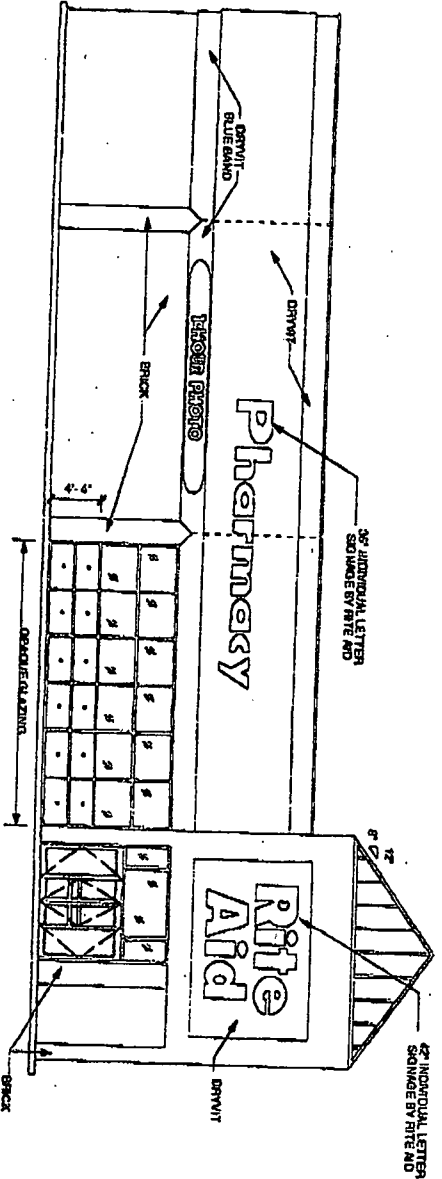 DRYVIT
BLUE BAND
DRYVIT
36" INDIVIDUAL LETTER
SIGNAGE BY RITE AID
12"
8"
42" INDIVIDUAL LETTER
SIGNAGE BY RITE AID
Pharmacy
1-HOUR PHOTO
Rite
Aid
BRICK
4'-4"
OPAQUE GLAZING
DRYVIT
BRICK